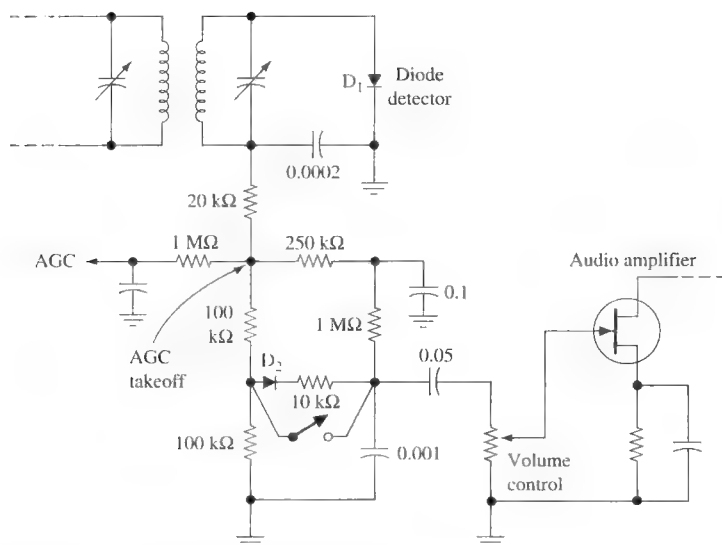 D1
Diode
detector
0.0002
20 kΩ
1 MΩ
250 kΩ
AGC
Audio amplifier
0.1
100
kΩ
1 MΩ
AGC
takeoff
D2
0.05
10 kΩ
100 kΩ
0.001
Volume
control